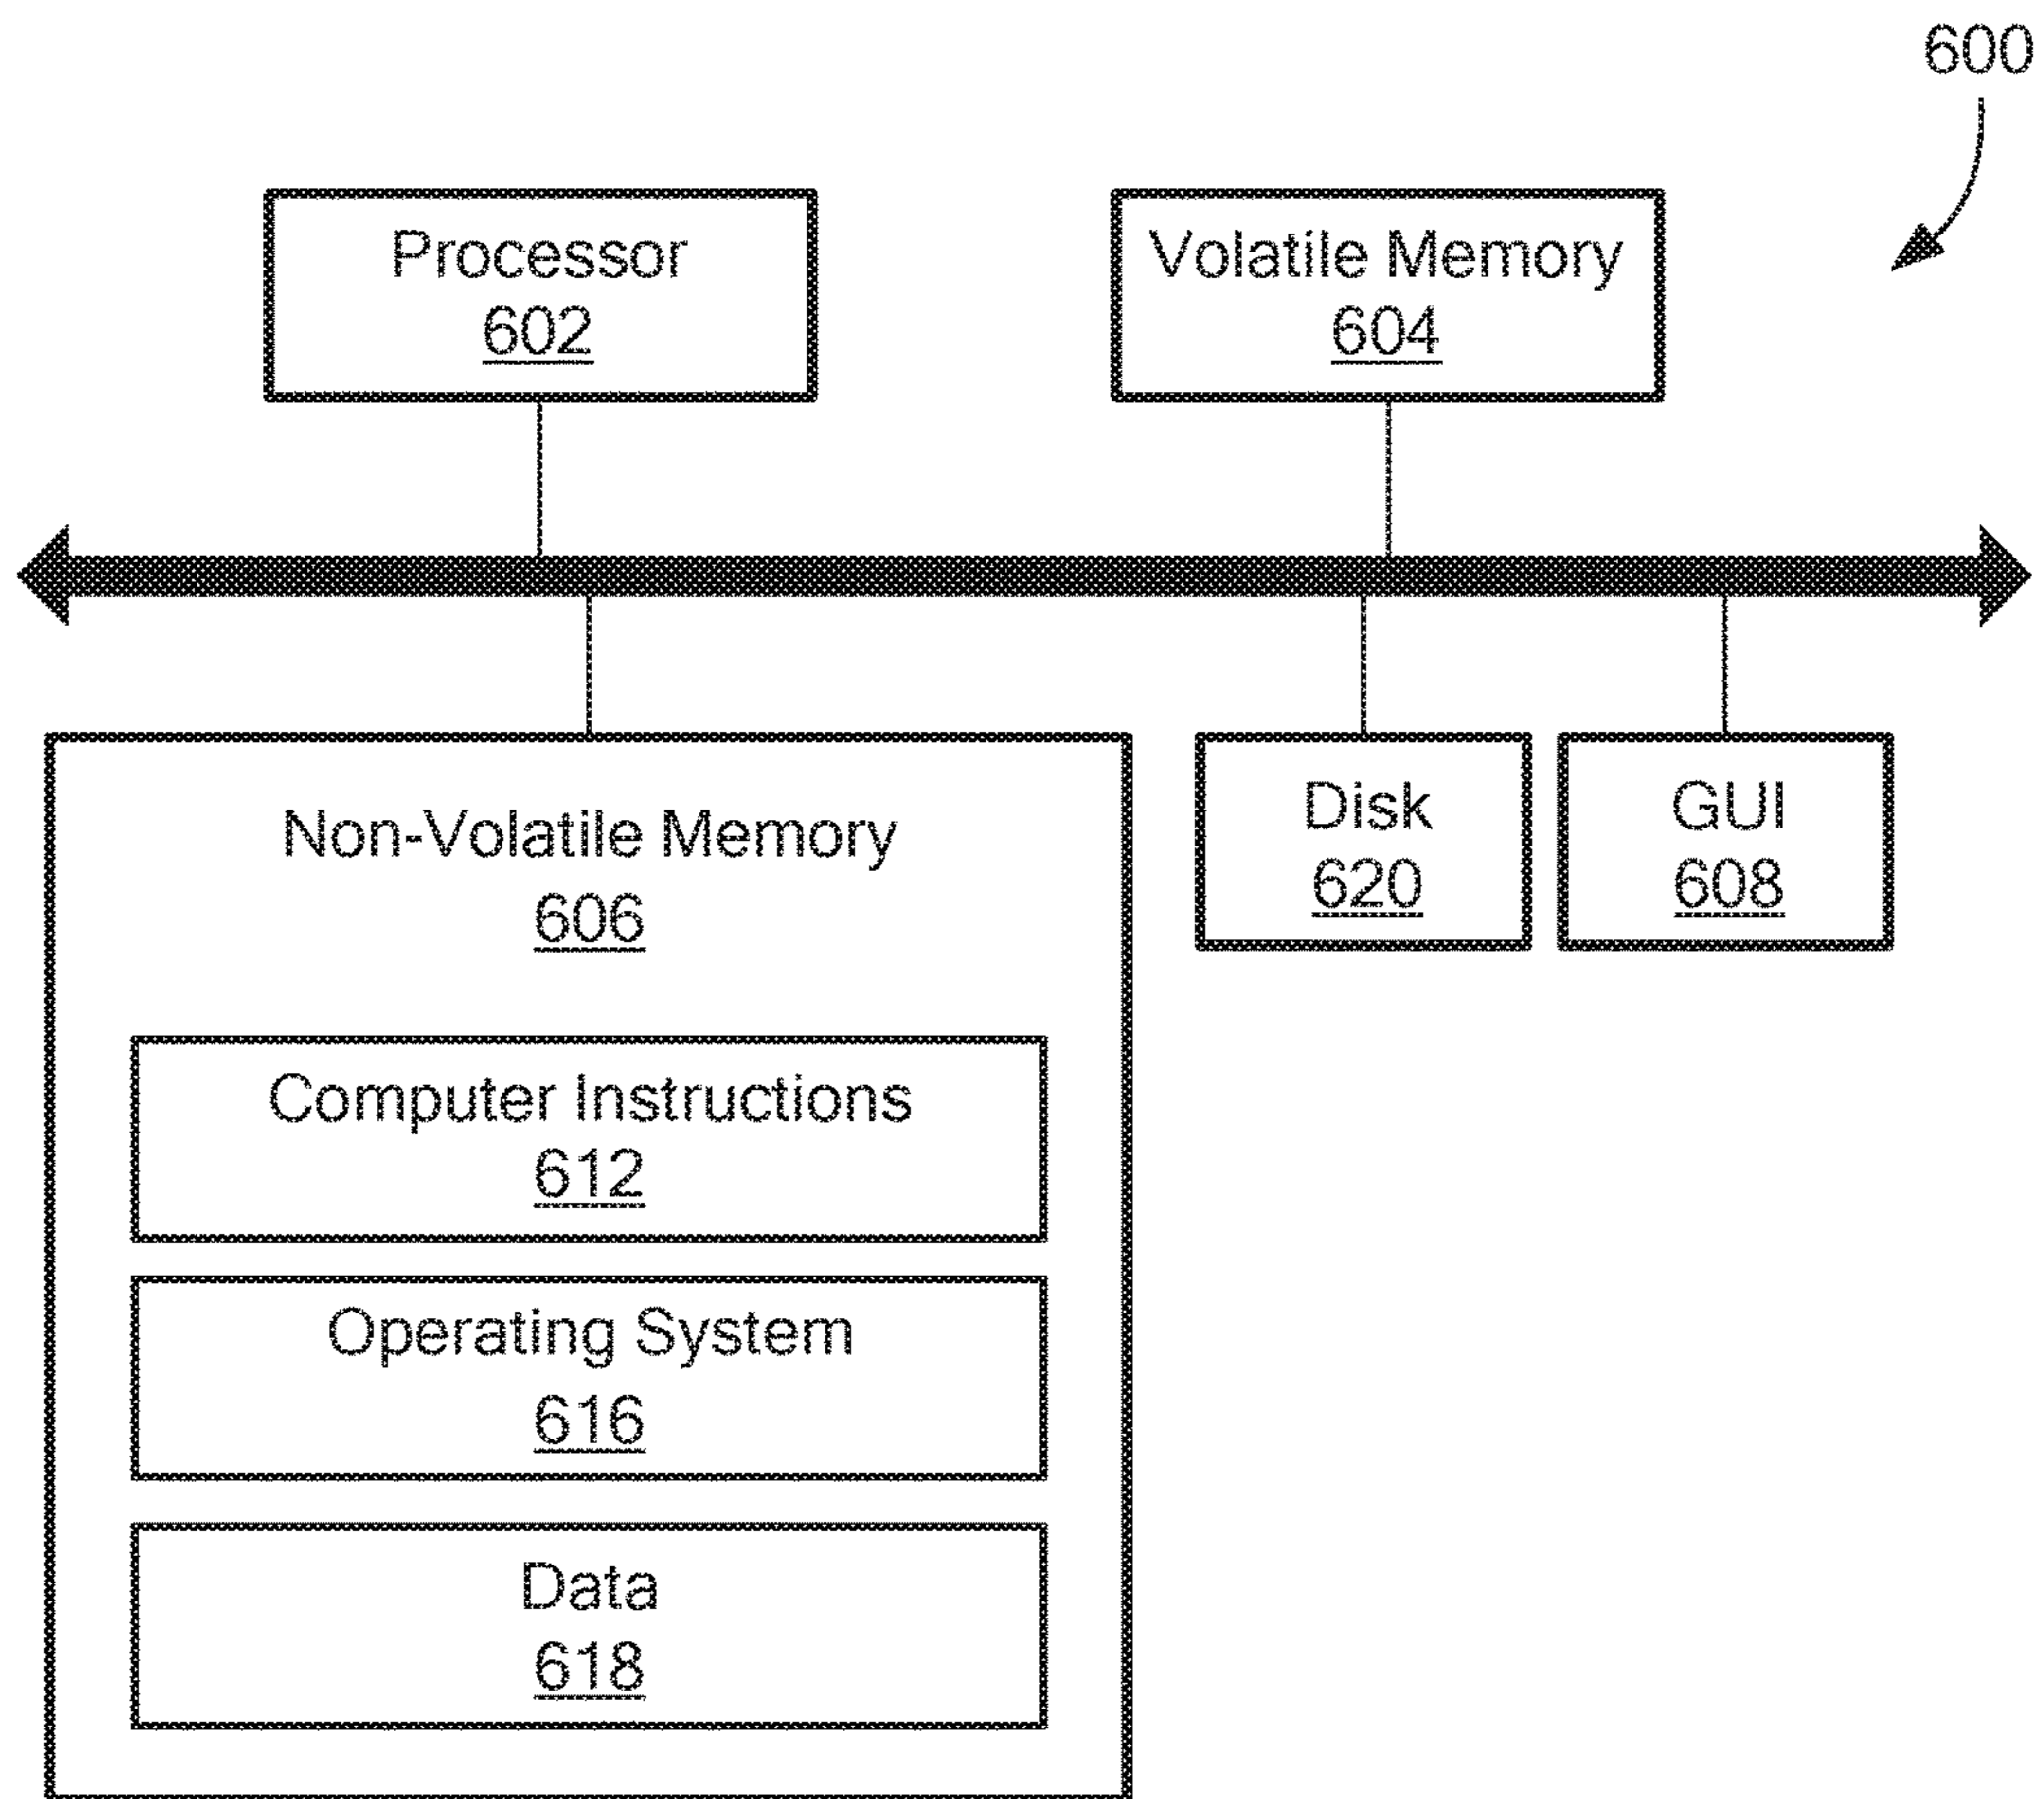 600
Processor
602
Volatile Memory
604
Non-Volatile Memory
606
Disk
620
GUI
608
Computer Instructions
612
Operating System
616
Data
618